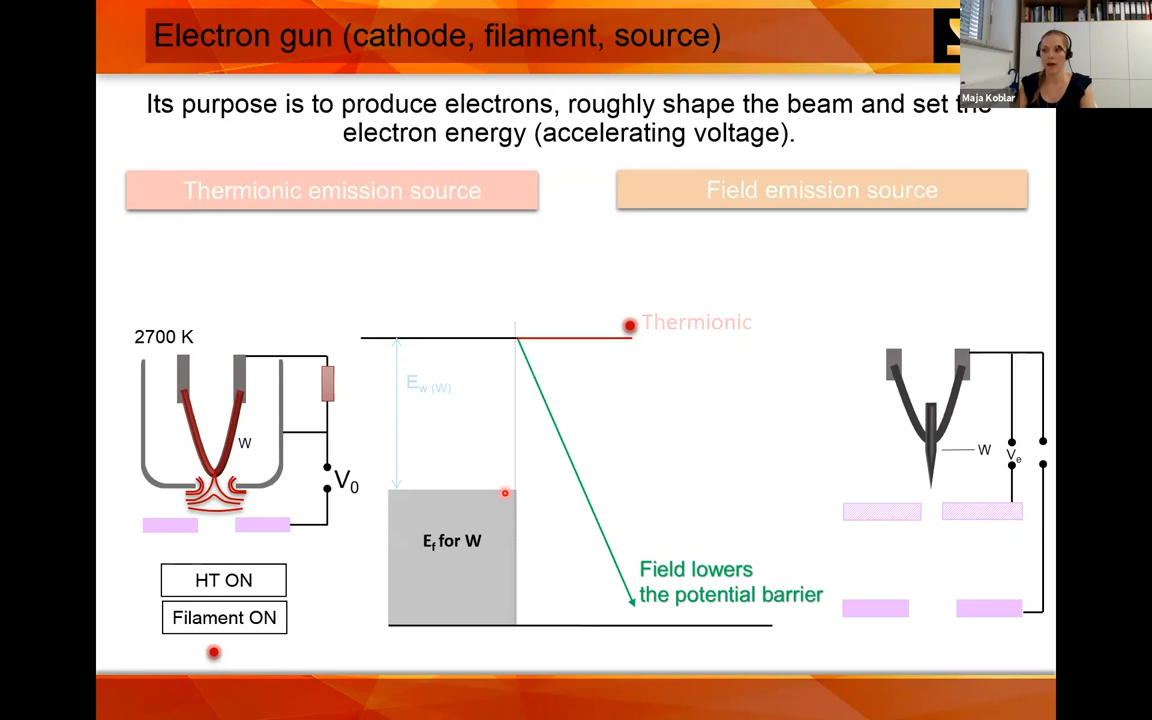 Electron gun (cathode, filament, source)
Maja Koblar
Its purpose is to produce electrons, roughly shape the beam and set the
electron energy (accelerating voltage).
Thermionic emission source
Field emission source
2700 K
Thermionic
Ew (W)
W
V0
W
Ve
Ef for W
Field lowers
the potential barrier
HT ON
Filament ON